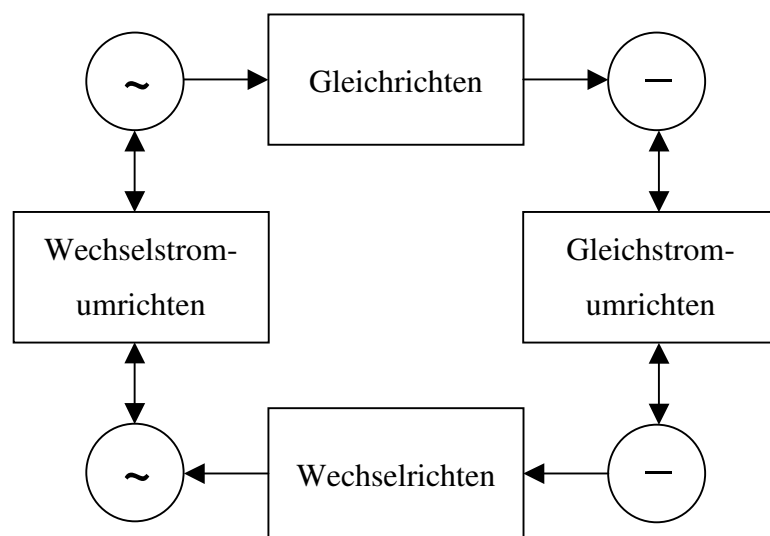 ~
Gleichrichten
–
Wechselstrom-
umrichten
Gleichstrom-
umrichten
~
Wechselrichten
–